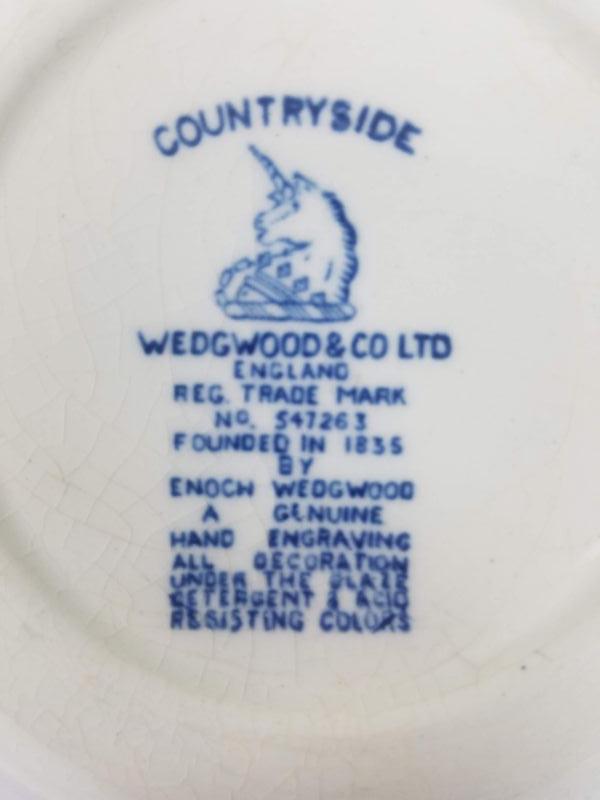 COUNTRYSIDE
WEDGWOOD & CO LTD
ENGLAND
REG. TRADE MARK
NO. 547263
FOUNDED IN 1835
BY
ENOCH WEDGWOOD
A GENUINE
HAND ENGRAVING
ALL DECORATION
UNDER THE GLAZE
DETERGENT & ACID
RESISTING COLORS